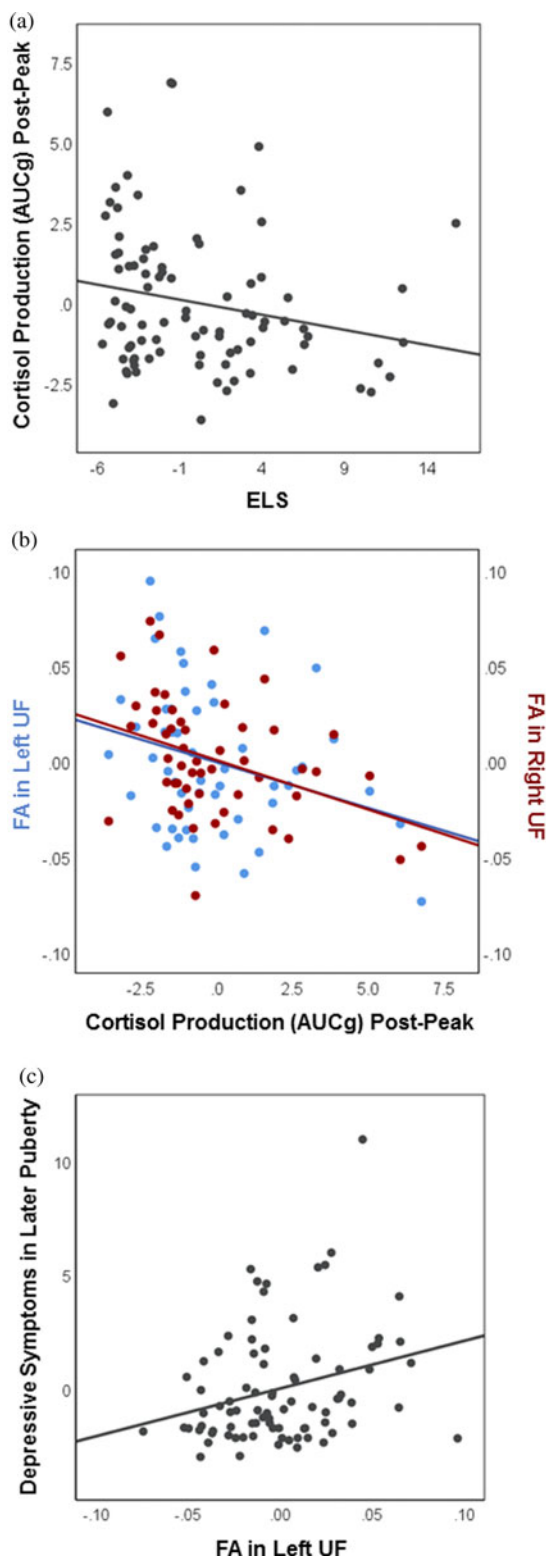 (a)
Cortisol Production (AUCg) Post-Peak
7.5
5.0
2.5
.0
-2.5
-6 -1 4 9 14
ELS
(b)
FA in Left UF
.10 .10
.05 .05
.00 .00
-.05 -.05
-.10 -.10
FA in Right UF
-2.5 .0 2.5 5.0 7.5
Cortisol Production (AUCg) Post-Peak
(c)
Depressive Symptoms in Later Puberty
10
5
0
-.10 -.05 .00 .05 .10
FA in Left UF